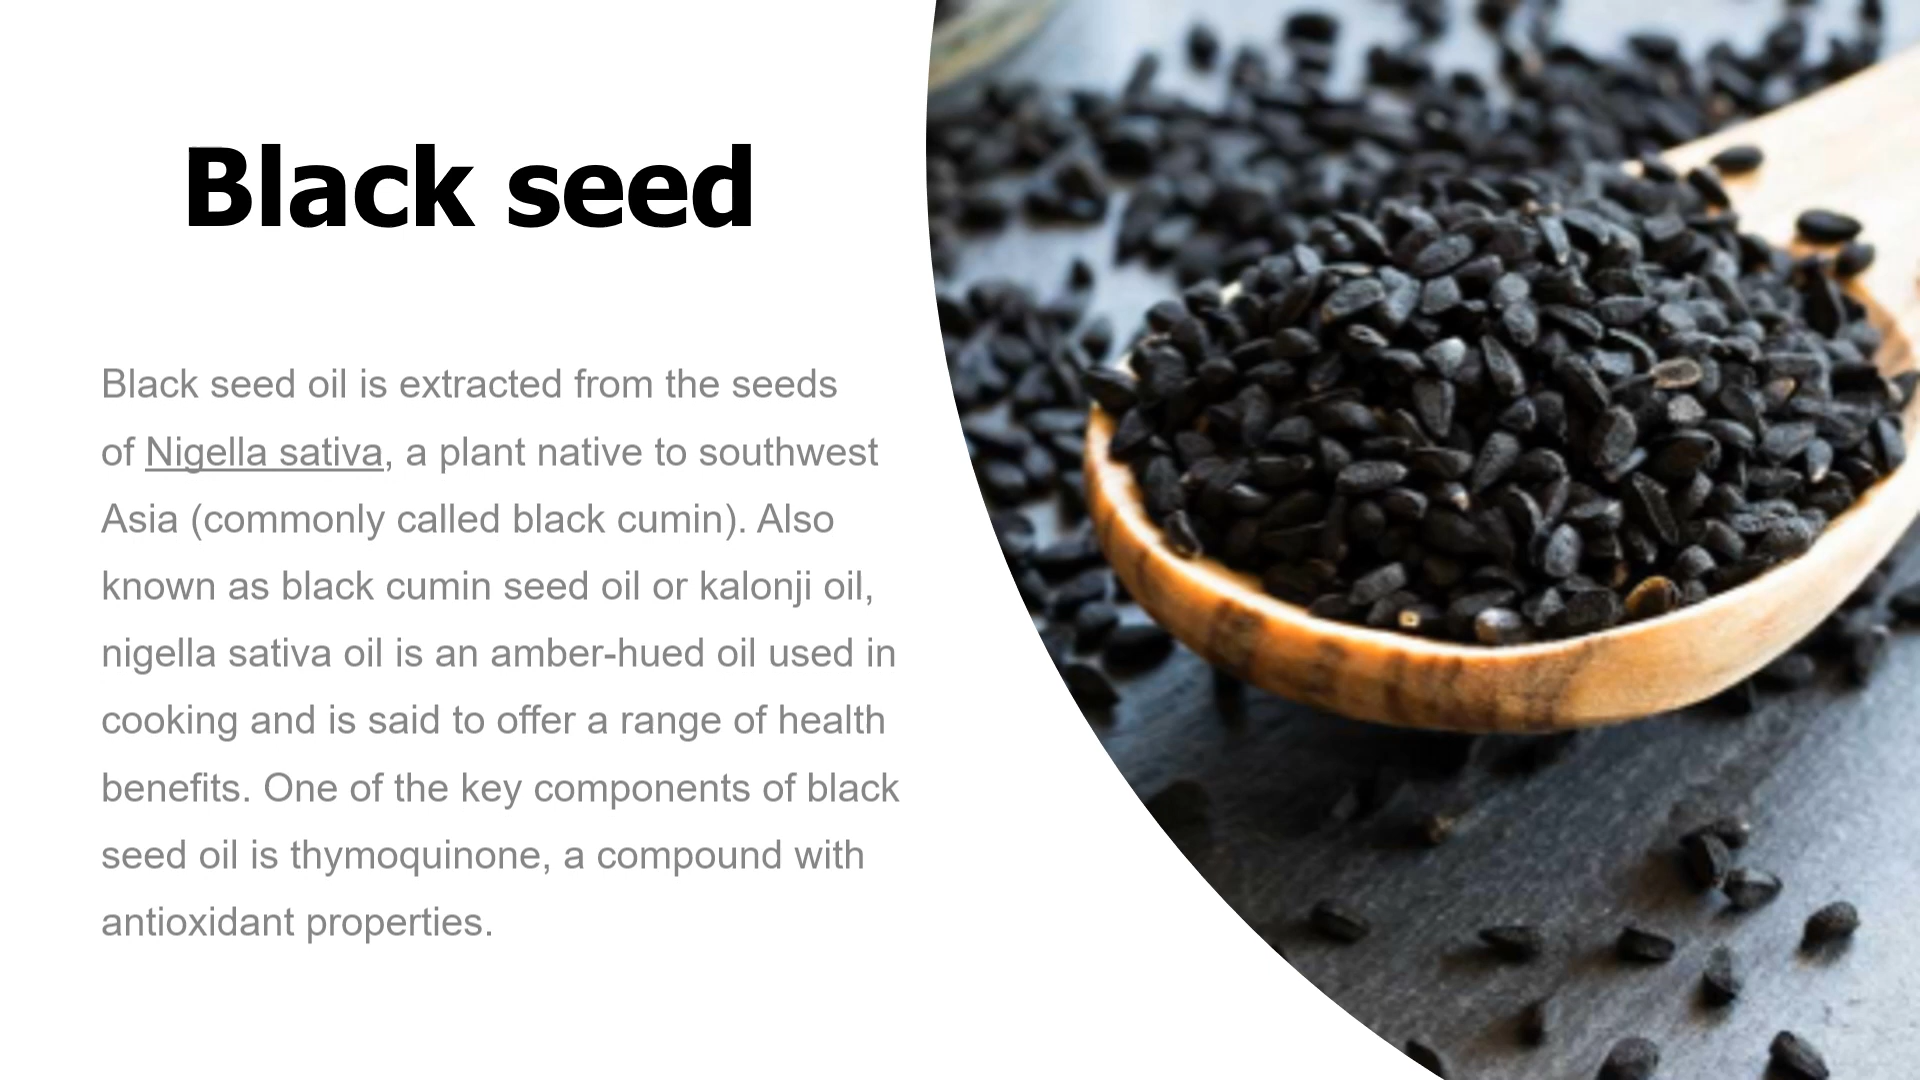 Black seed
Black seed oil is extracted from the seeds
of Nigella sativa, a plant native to southwest
Asia (commonly called black cumin). Also
known as black cumin seed oil or kalonji oil,
nigella sativa oil is an amber-hued oil used in
cooking and is said to offer a range of health
benefits. One of the key components of black
seed oil is thymoquinone, a compound with
antioxidant properties.